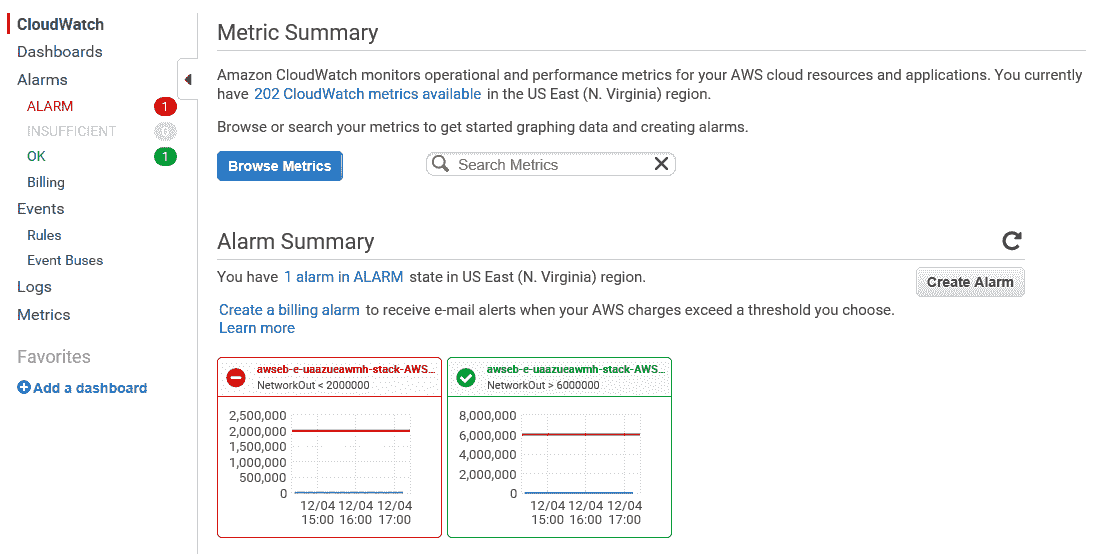 CloudWatch
Dashboards
Alarms
ALARM 1
INSUFFICIENT 0
OK 1
Billing
Events
Rules
Event Buses
Logs
Metrics
Favorites
Add a dashboard
Metric Summary
Amazon CloudWatch monitors operational and performance metrics for your AWS cloud resources and applications. You currently
have 202 CloudWatch metrics available in the US East (N. Virginia) region.
Browse or search your metrics to get started graphing data and creating alarms.
Browse Metrics
Search Metrics
Alarm Summary
You have 1 alarm in ALARM state in US East (N. Virginia) region.
Create Alarm
Create a billing alarm to receive e-mail alerts when your AWS charges exceed a threshold you choose.
Learn more
awseb-e-uaazueawmh-stack-AWS...
NetworkOut < 2000000
2,500,000
2,000,000
1,500,000
1,000,000
500,000
0
12/04 12/04 12/04
15:00 16:00 17:00
awseb-e-uaazueawmh-stack-AWS...
NetworkOut > 6000000
8,000,000
6,000,000
4,000,000
2,000,000
0
12/04 12/04 12/04
15:00 16:00 17:00